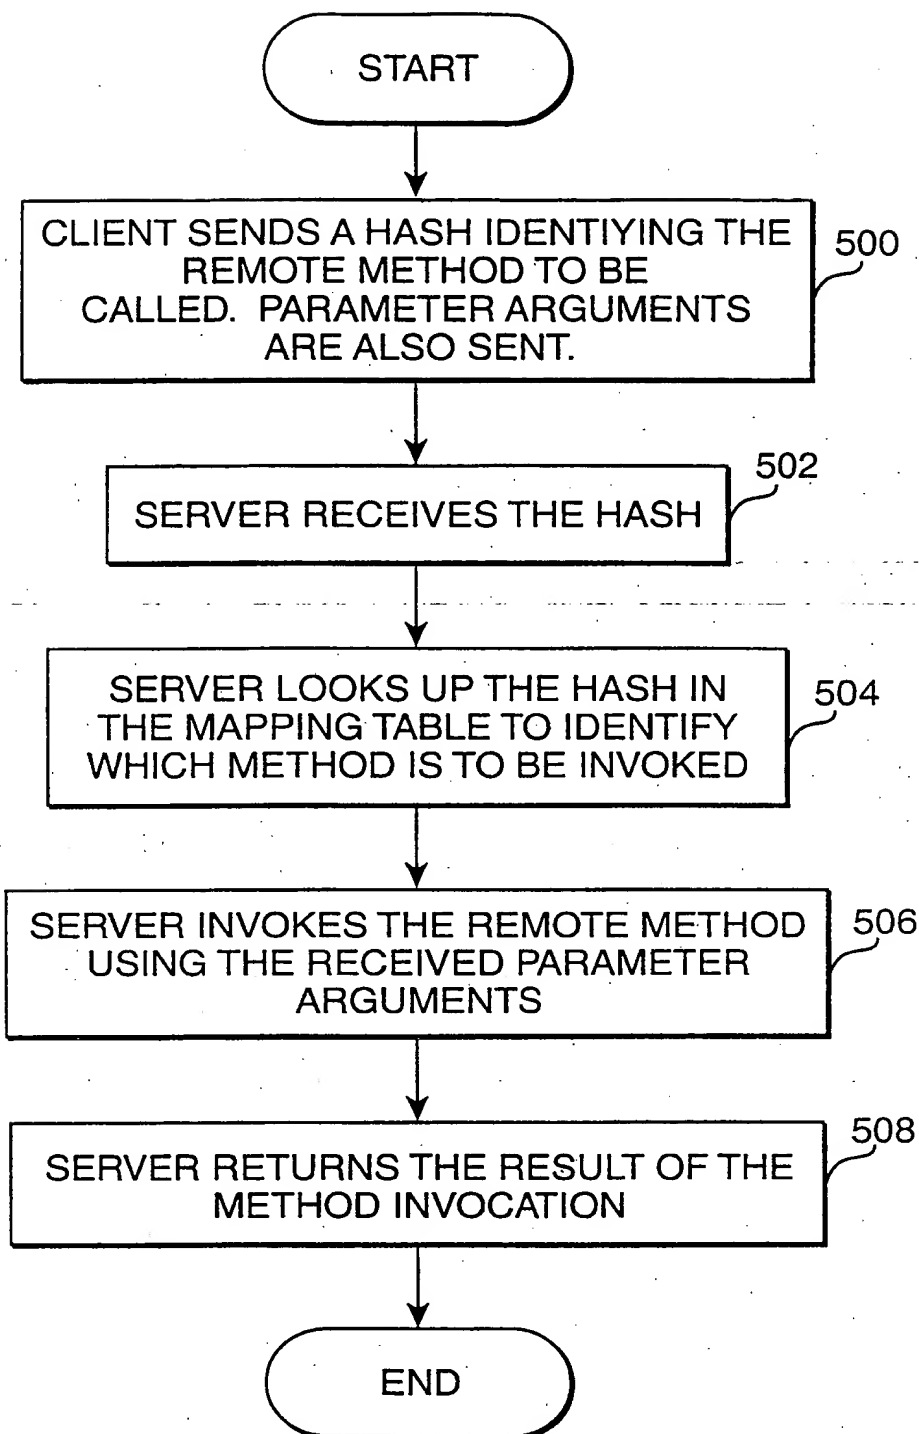 START
CLIENT SENDS A HASH IDENTIYING THE
REMOTE METHOD TO BE
CALLED. PARAMETER ARGUMENTS
ARE ALSO SENT.
500
SERVER RECEIVES THE HASH
502
SERVER LOOKS UP THE HASH IN
THE MAPPING TABLE TO IDENTIFY
WHICH METHOD IS TO BE INVOKED
504
SERVER INVOKES THE REMOTE METHOD
USING THE RECEIVED PARAMETER
ARGUMENTS
506
SERVER RETURNS THE RESULT OF THE
METHOD INVOCATION
508
END